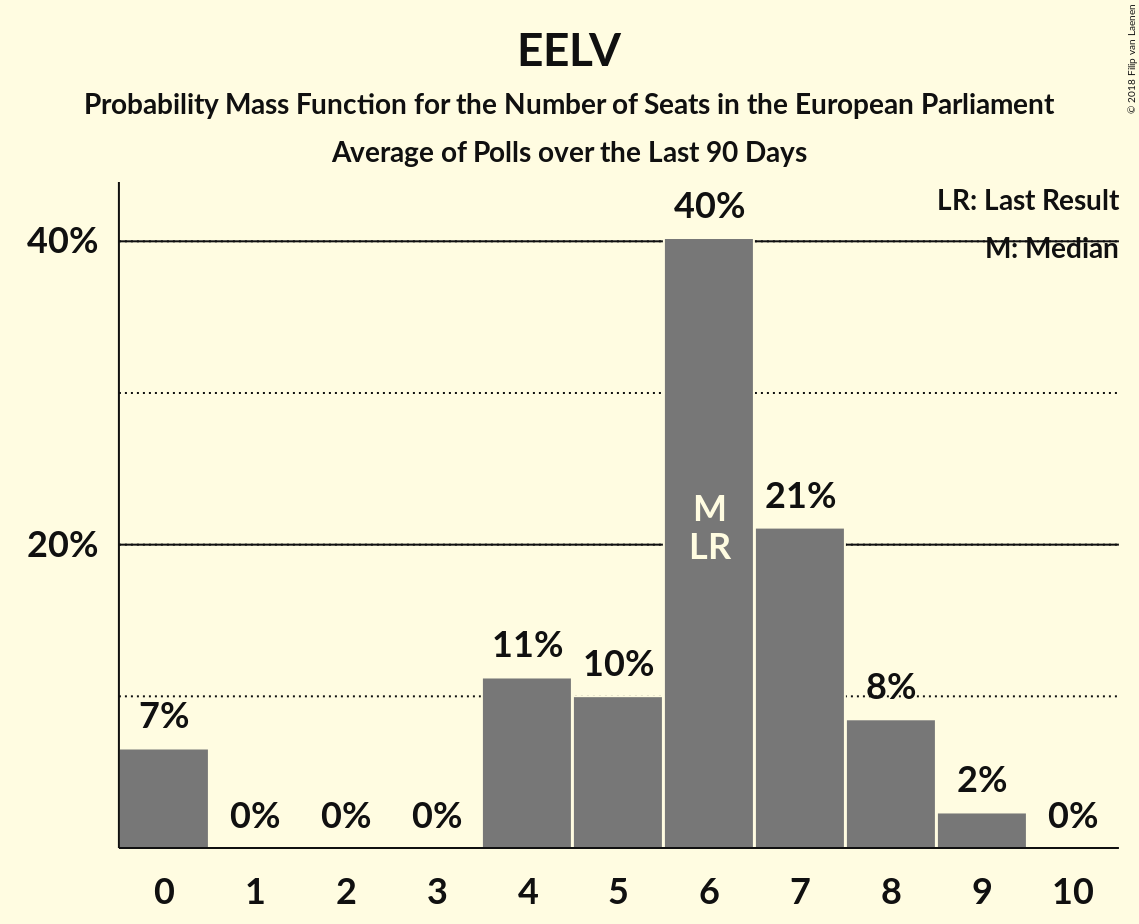 EELV
Probability Mass Function for the Number of Seats in the European Parliament
Average of Polls over the Last 90 Days
© 2018 Filip van Laenen
LR: Last Result
M: Median
40%
20%
7%
0%
0%
0%
11%
10%
40%
M
LR
21%
8%
2%
0%
0 1 2 3 4 5 6 7 8 9 10